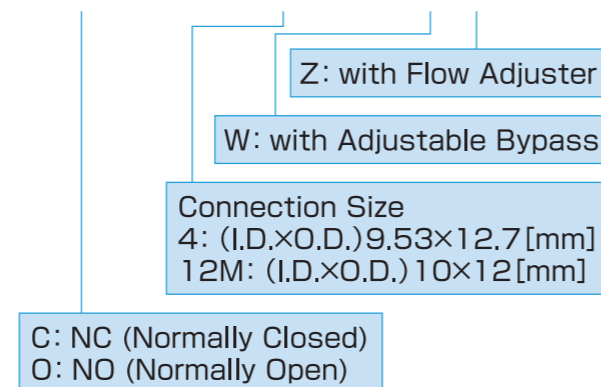 Z: with Flow Adjuster
W: with Adjustable Bypass
Connection Size
4: (I.D.×O.D.)9.53×12.7[mm]
12M: (I.D.×O.D.)10×12[mm]
C: NC (Normally Closed)
O: NO (Normally Open)